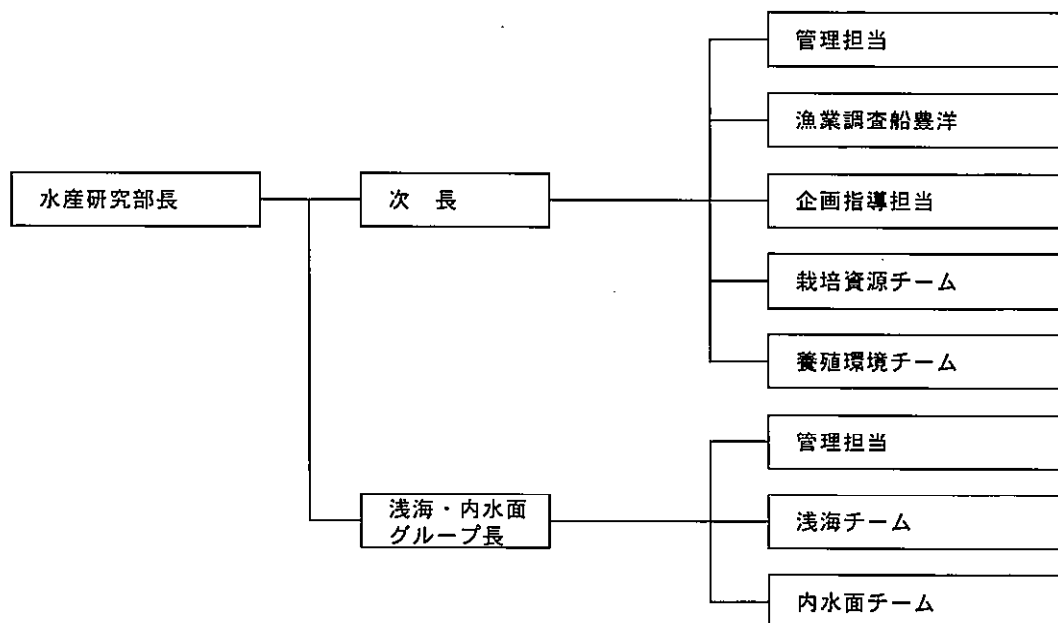 水産研究部長
次 長
管理担当
漁業調査船豊洋
企画指導担当
栽培資源チーム
養殖環境チーム
浅海・内水面
グループ長
管理担当
浅海チーム
内水面チーム